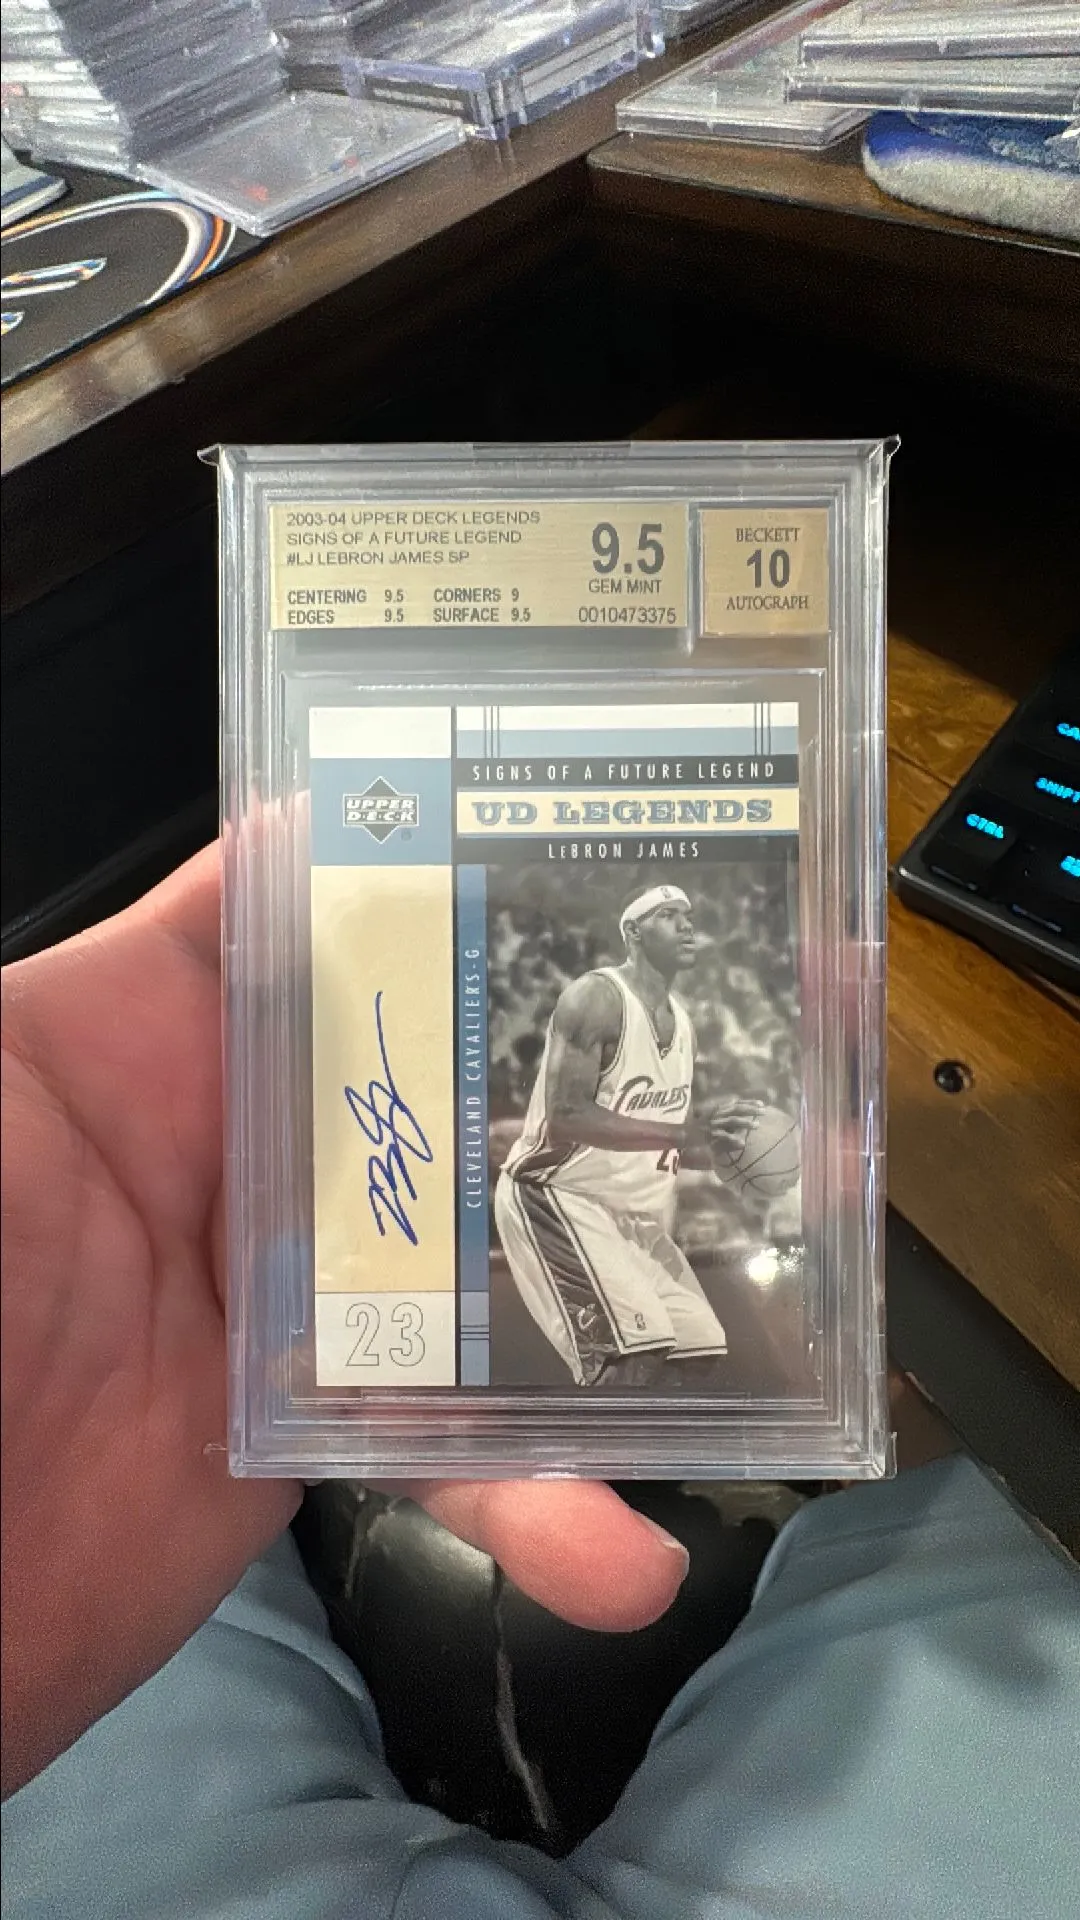 2003-04 UPPER DECK LEGENDS
SIGNS OF A FUTURE LEGEND
#LJ LEBRON JAMES SP
CENTERING 9.5 CORNERS 9
EDGES 9.5 SURFACE 9.5
9.5
GEM MINT
0010473375
BECKETT
10
AUTOGRAPH
UPPER
D·E·C·K
SIGNS OF A FUTURE LEGEND
UD LEGENDS
LEBRON JAMES
CLEVELAND CAVALIERS-G
CAVALIERS
23
CTRL
SHIFT